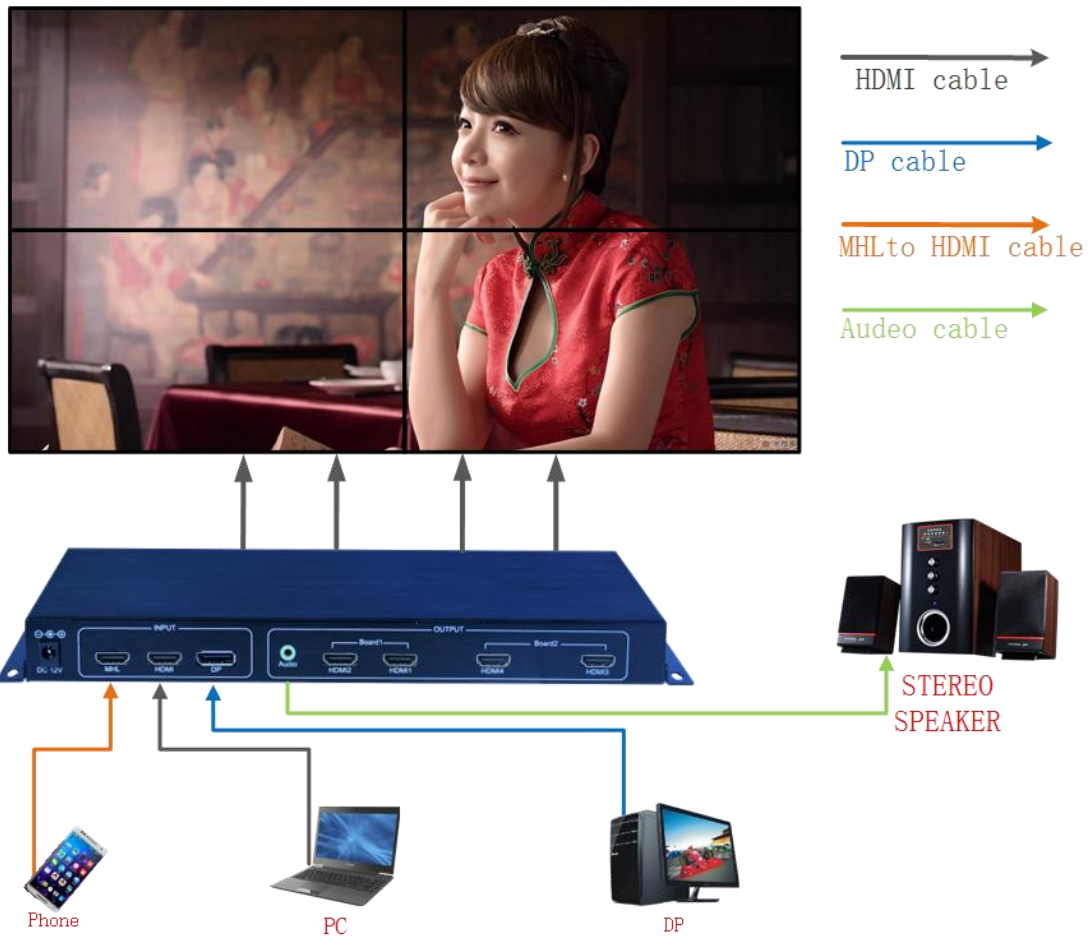 HDMI cable
DP cable
MHLto HDMI cable
Audeo cable
INPUT
OUTPUT
Board1
Board2
DC 12V
MHL
HDMI
DP
Audio
HDMI2
HDMI1
HDMI4
HDMI3
STEREO
SPEAKER
Phone
PC
DP